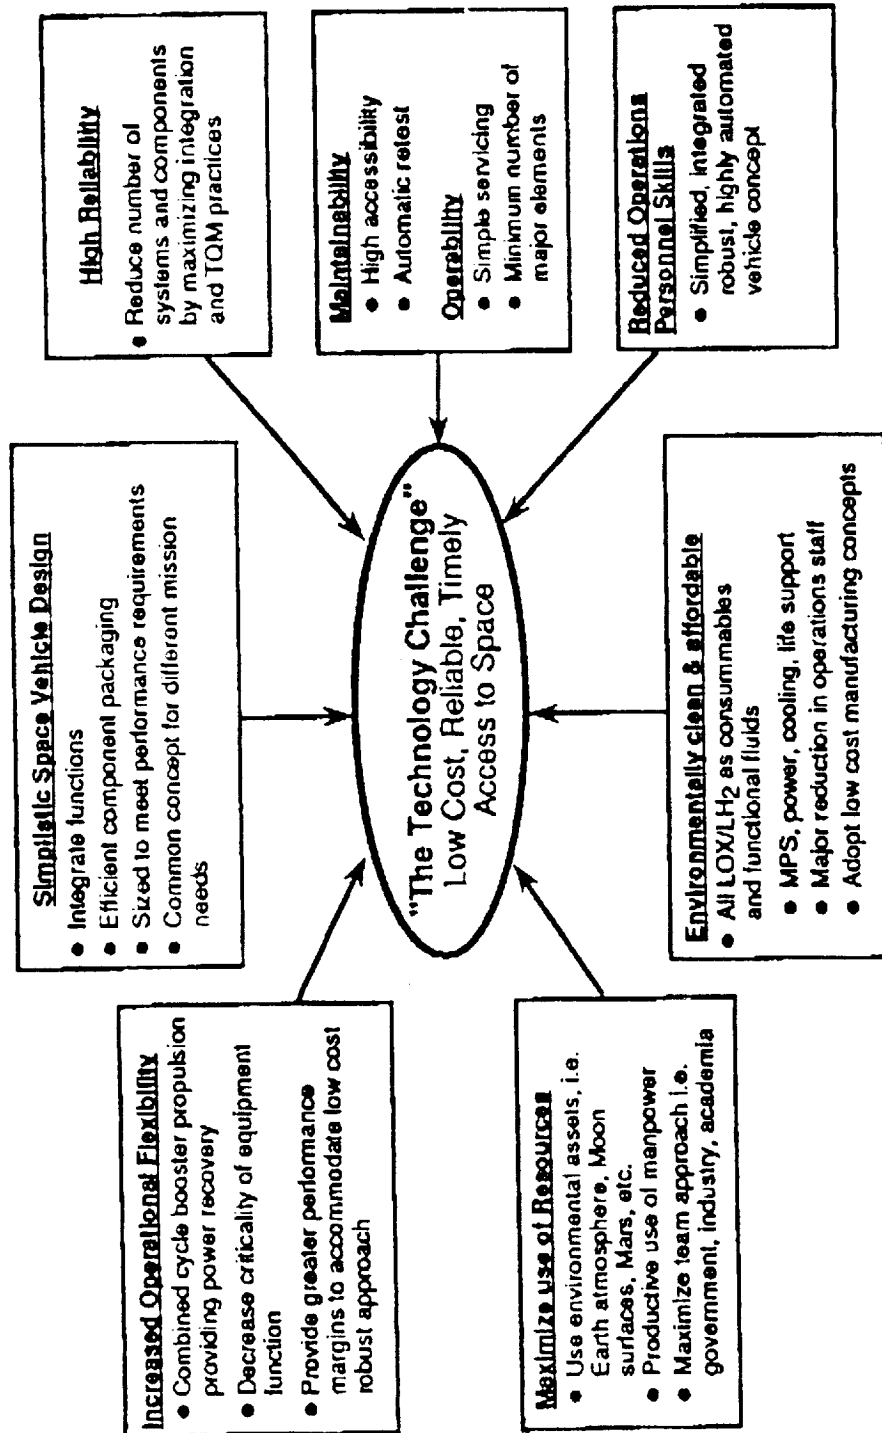 Increased Operational Flexibility
● Combined cycle booster propulsion
providing power recovery
● Decrease criticality of equipment
function
● Provide greater performance
margins to accommodate low cost
robust approach
Simplistic Space Vehicle Design
● Integrate functions
● Efficient component packaging
● Sized to meet performance requirements
● Common concept for different mission
needs
High Reliability
● Reduce number of
systems and components
by maximizing integration
and TQM practices
"The Technology Challenge"
Low Cost, Reliable, Timely
Access to Space
Maintainability
● High accessibility
● Automatic retest
Operability
● Simple servicing
● Minimum number of
major elements
Maximize use of Resources
● Use environmental assets, i.e.
Earth atmosphere, Moon
surfaces, Mars, etc.
● Productive use of manpower
● Maximize team approach i.e.
government, industry, academia
Environmentally clean & affordable
● All LOX/LH2 as consummables
and functional fluids
● MPS, power, cooling, life support
● Major reduction in operations staff
● Adopt low cost manufacturing concepts
Reduced Operations
Personnel Skills
● Simplified, integrated
robust, highly automated
vehicle concept